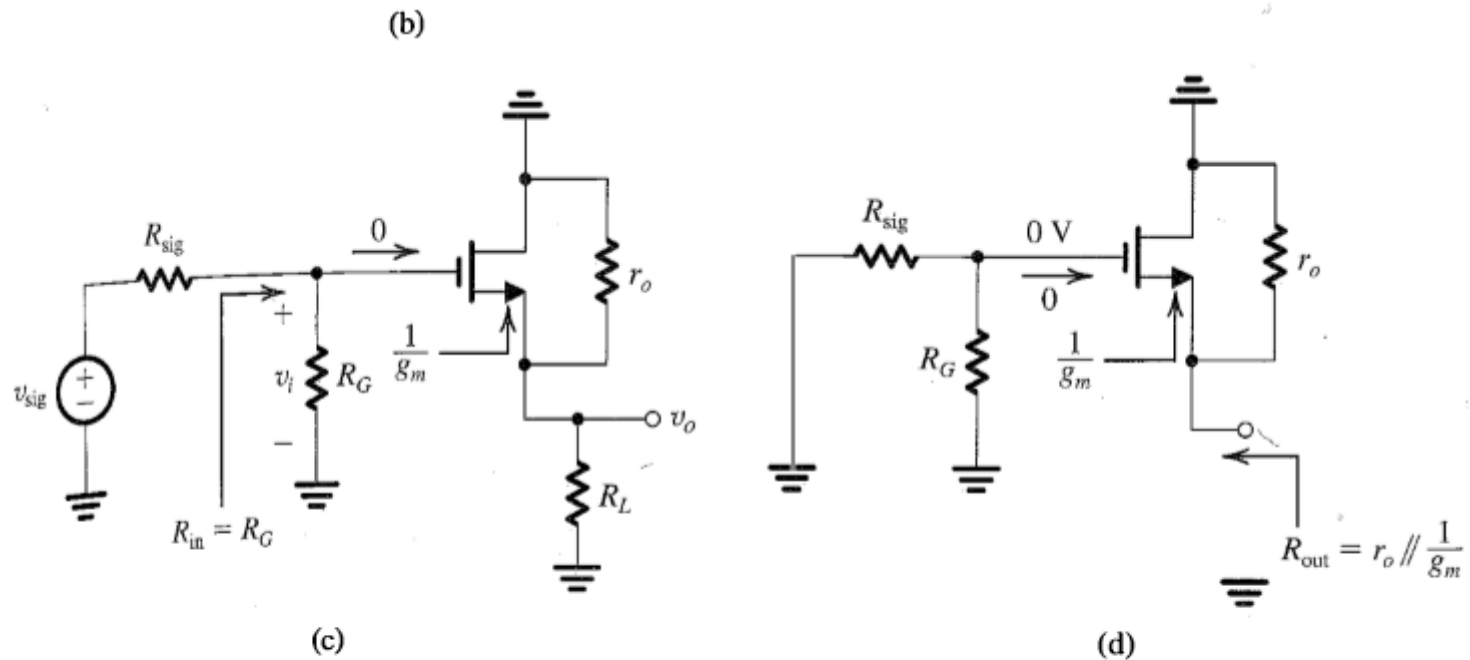 (b)
R_sig
0
+
v_i
−
R_G
1/g_m
r_o
v_sig
+
−
v_o
R_L
R_in = R_G
(c)
R_sig
0 V
0
R_G
1/g_m
r_o
R_out = r_o // 1/g_m
(d)